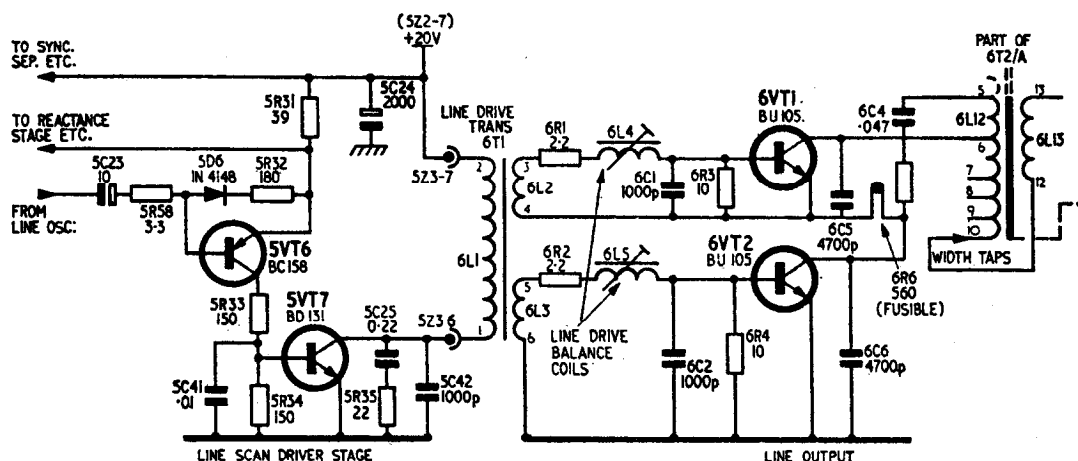 (5Z2-7)
+20V
TO SYNC.
SEP. ETC.
5R31
39
5C24
2000
TO REACTANCE
STAGE ETC.
5C23
10
5D6
IN 4148
5R32
180
FROM
LINE OSC:
5R58
3·3
5VT6
BC158
5R33
150
5VT7
BD 131
5C25
0·22
5Z3 6
5C41
·01
5R34
150
5R35
22
5C42
1000p
LINE SCAN DRIVER STAGE
LINE DRIVE
TRANS
6T1
5Z3-7
2
6L1
1
3
6L2
4
5
6L3
6
6R1
2·2
6L4
6C1
1000p
6R3
10
6VT1
BU 105.
6R2
2·2
6L5
LINE DRIVE
BALANCE
COILS
6C2
1000p
6R4
10
6VT2
BU 105
6C4
·047
6C5
4700p
6R6
560
(FUSIBLE)
6C6
4700p
LINE OUTPUT
PART OF
6T2/A
5
6L12
6
7
8
9
10
WIDTH TAPS
13
6L13
12